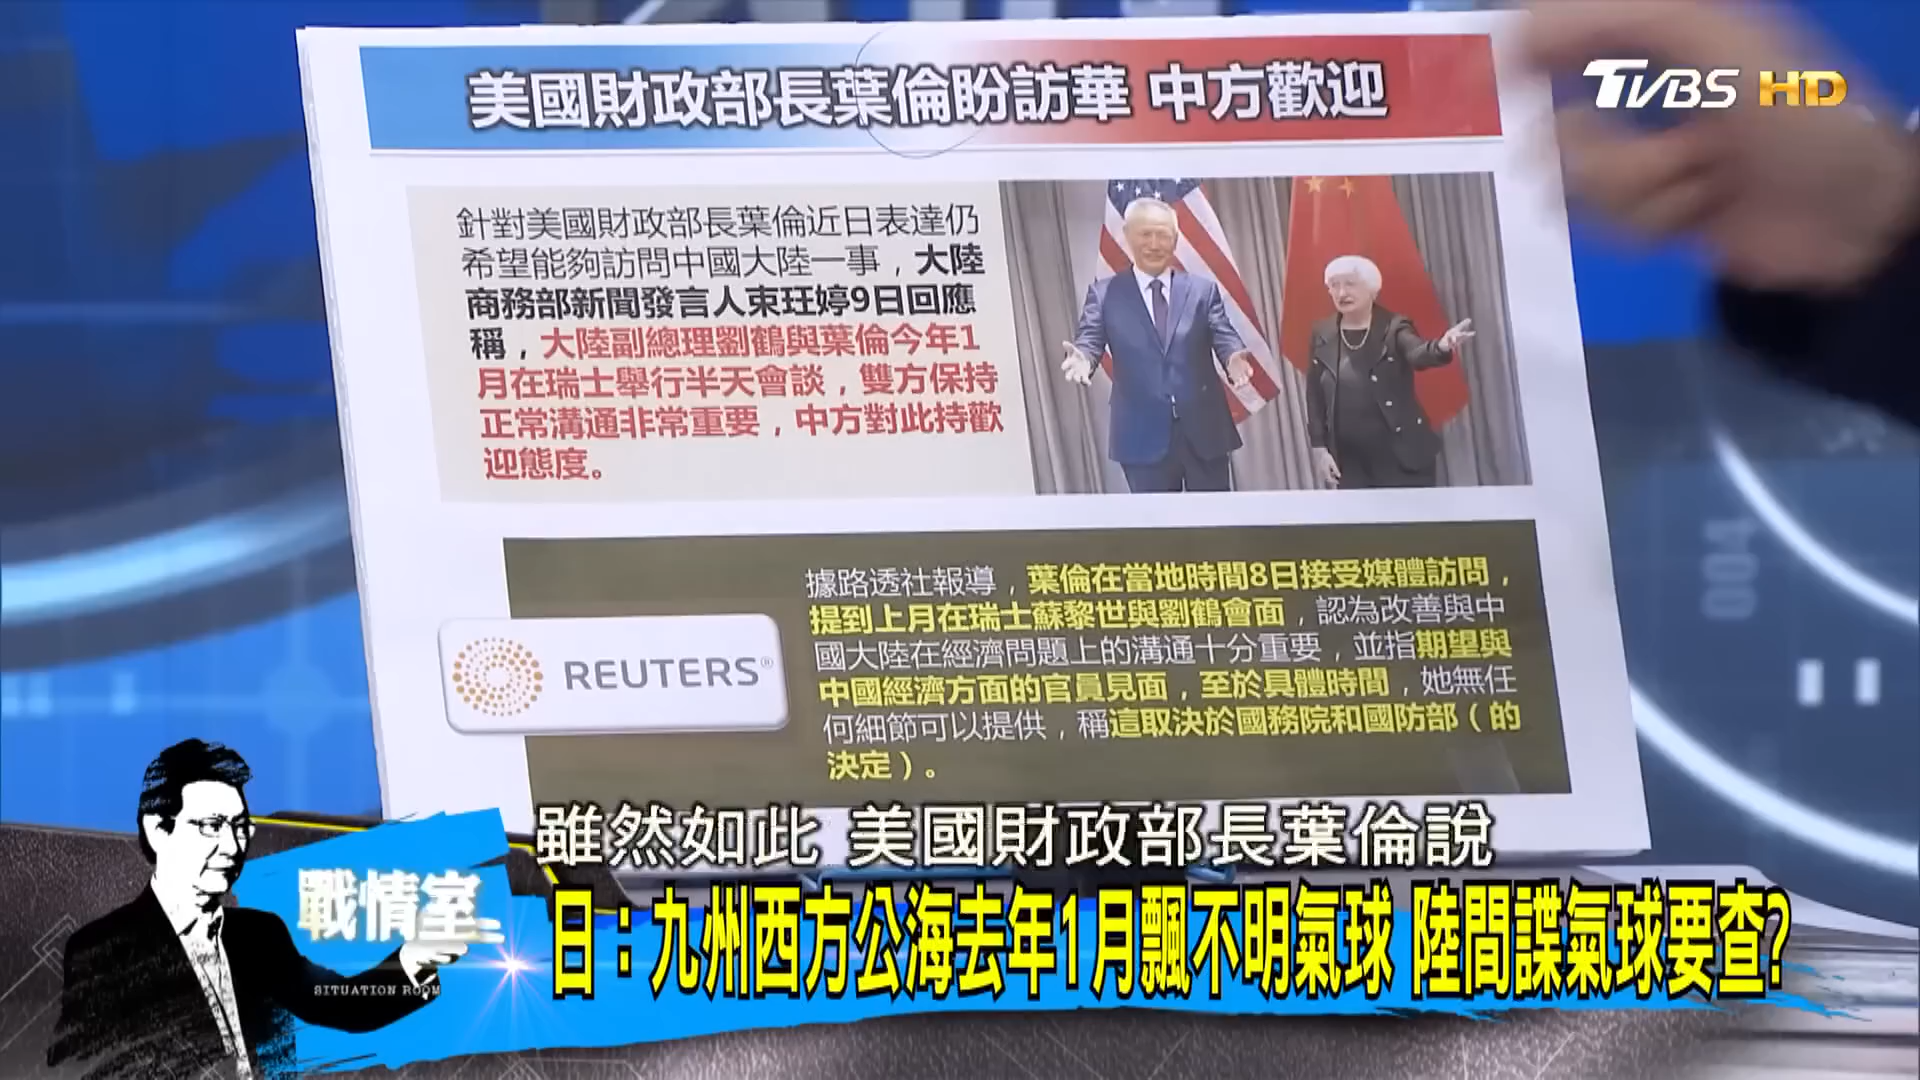 美國財政部長葉倫盼訪華 中方歡迎
TVBS HD
針對美國財政部長葉倫近日表達仍
希望能夠訪問中國大陸一事，大陸
商務部新聞發言人束珏婷9日回應
稱，大陸副總理劉鶴與葉倫今年1
月在瑞士舉行半天會談，雙方保持
正常溝通非常重要，中方對此持歡
迎態度。
據路透社報導，葉倫在當地時間8日接受媒體訪問，
提到上月在瑞士蘇黎世與劉鶴會面，認為改善與中
國大陸在經濟問題上的溝通十分重要，並指期望與
中國經濟方面的官員見面，至於具體時間，她無任
何細節可以提供，稱這取決於國務院和國防部（的
決定）。
REUTERS®
004
雖然如此 美國財政部長葉倫說
戰情室
SITUATION ROOM
日：九州西方公海去年1月飄不明氣球 陸間諜氣球要查?